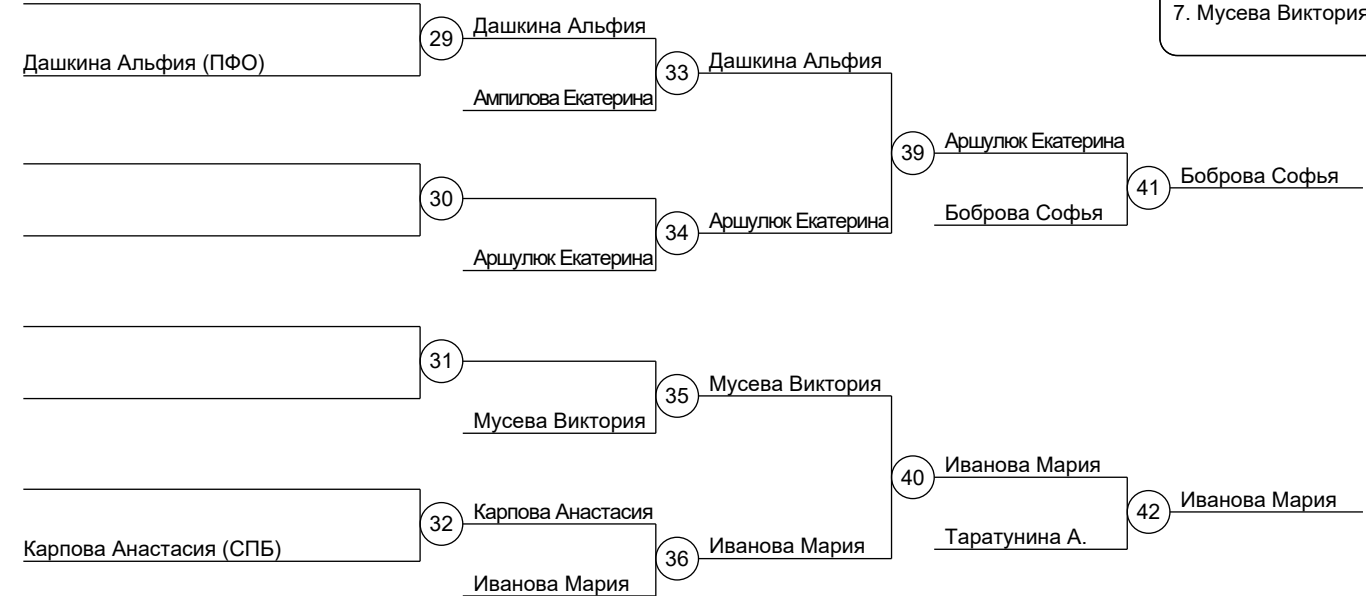 7. Мусева Виктория
Дашкина Альфия
29
Дашкина Альфия (ПФО)
Дашкина Альфия
33
Ампилова Екатерина
Аршулюк Екатерина
39
Боброва Софья
41
30
Боброва Софья
Аршулюк Екатерина
34
Аршулюк Екатерина
31
Мусева Виктория
35
Мусева Виктория
Иванова Мария
40
Иванова Мария
42
Карпова Анастасия
32
Таратунина А.
Карпова Анастасия (СПБ)
Иванова Мария
36
Иванова Мария